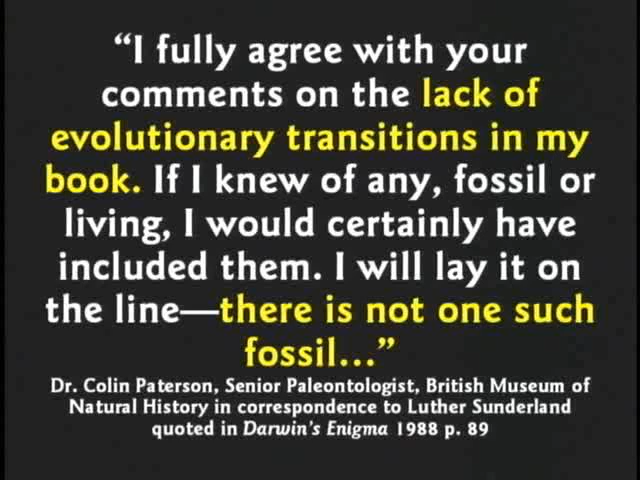 “I fully agree with your
comments on the lack of
evolutionary transitions in my
book. If I knew of any, fossil or
living, I would certainly have
included them. I will lay it on
the line—there is not one such
fossil...”
Dr. Colin Paterson, Senior Paleontologist, British Museum of
Natural History in correspondence to Luther Sunderland
quoted in Darwin's Enigma 1988 p. 89